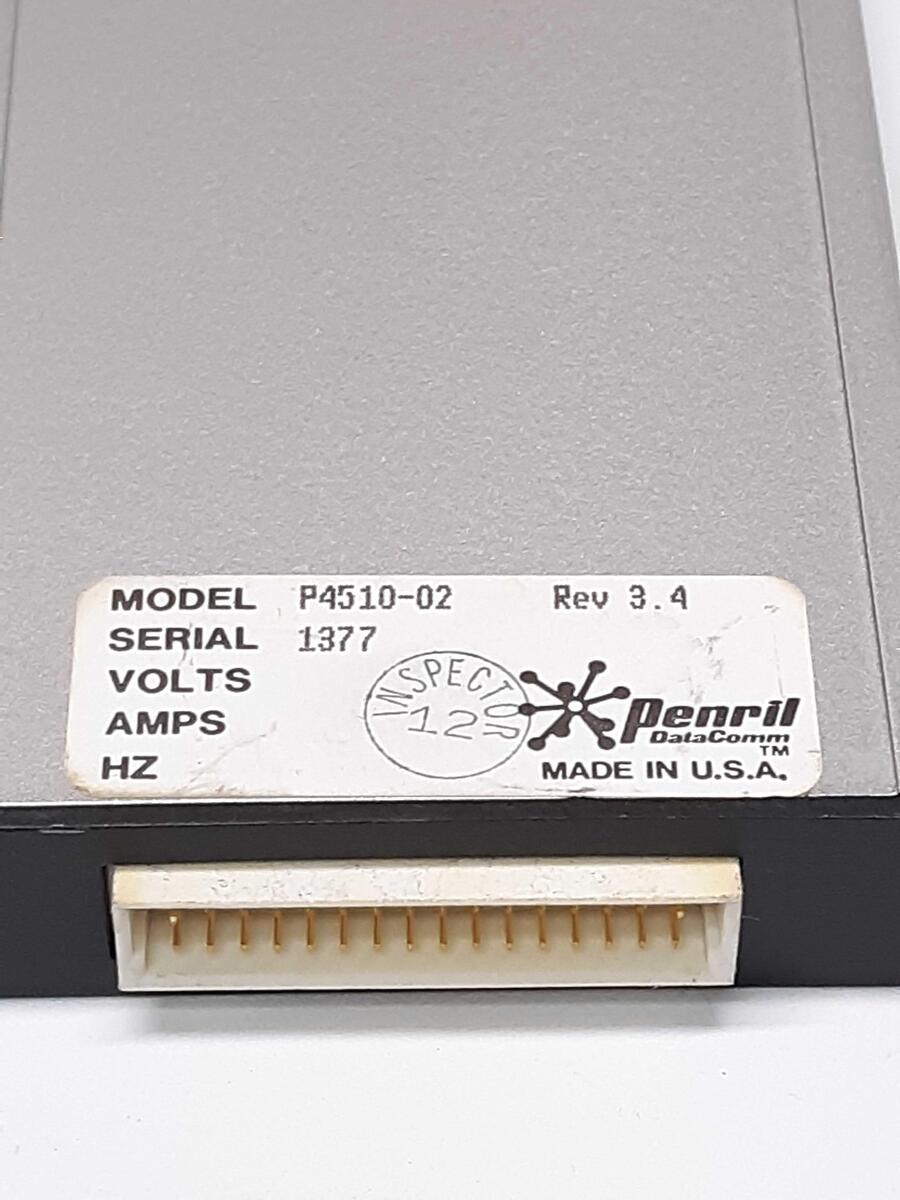 MODEL P4510-02 Rev 3.4
SERIAL 1377
VOLTS
AMPS
HZ
INSPECTOR
12
Penril
DataComm
TM
MADE IN U.S.A.